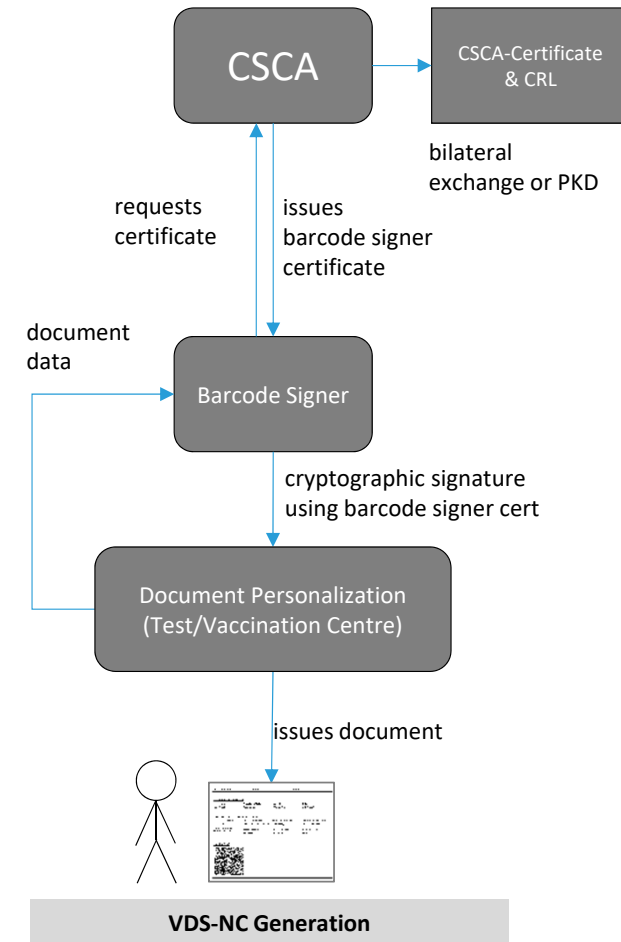 CSCA
CSCA-Certificate
& CRL
bilateral
exchange or PKD
requests
certificate
issues
barcode signer
certificate
document
data
Barcode Signer
cryptographic signature
using barcode signer cert
Document Personalization
(Test/Vaccination Centre)
issues document
VDS-NC Generation